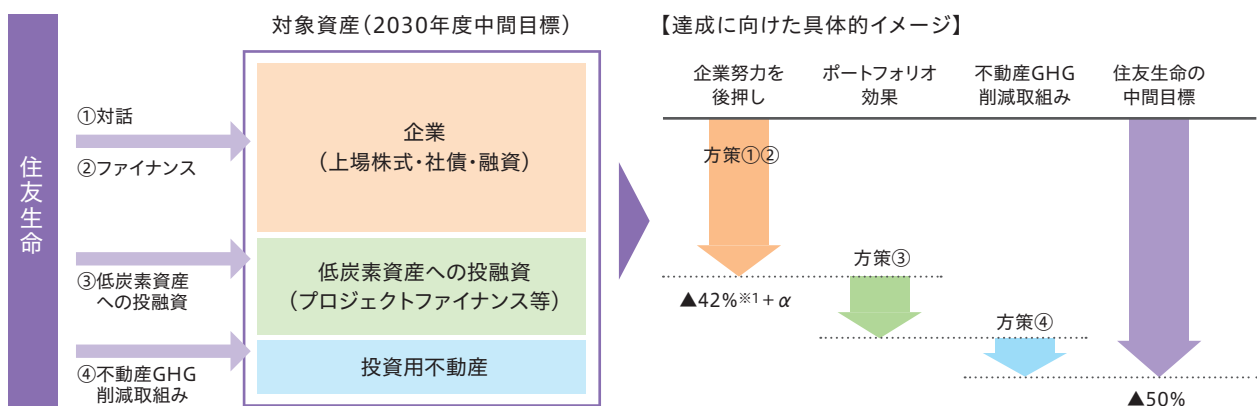 住友生命
①対話
②ファイナンス
③低炭素資産
への投融資
④不動産GHG
削減取組み
対象資産（2030年度中間目標）
企業
（上場株式・社債・融資）
低炭素資産への投融資
（プロジェクトファイナンス等）
投資用不動産
【達成に向けた具体的イメージ】
企業努力を
後押し
ポートフォリオ
効果
不動産GHG
削減取組み
住友生命の
中間目標
方策①②
▲42%※1＋α
方策③
方策④
▲50%